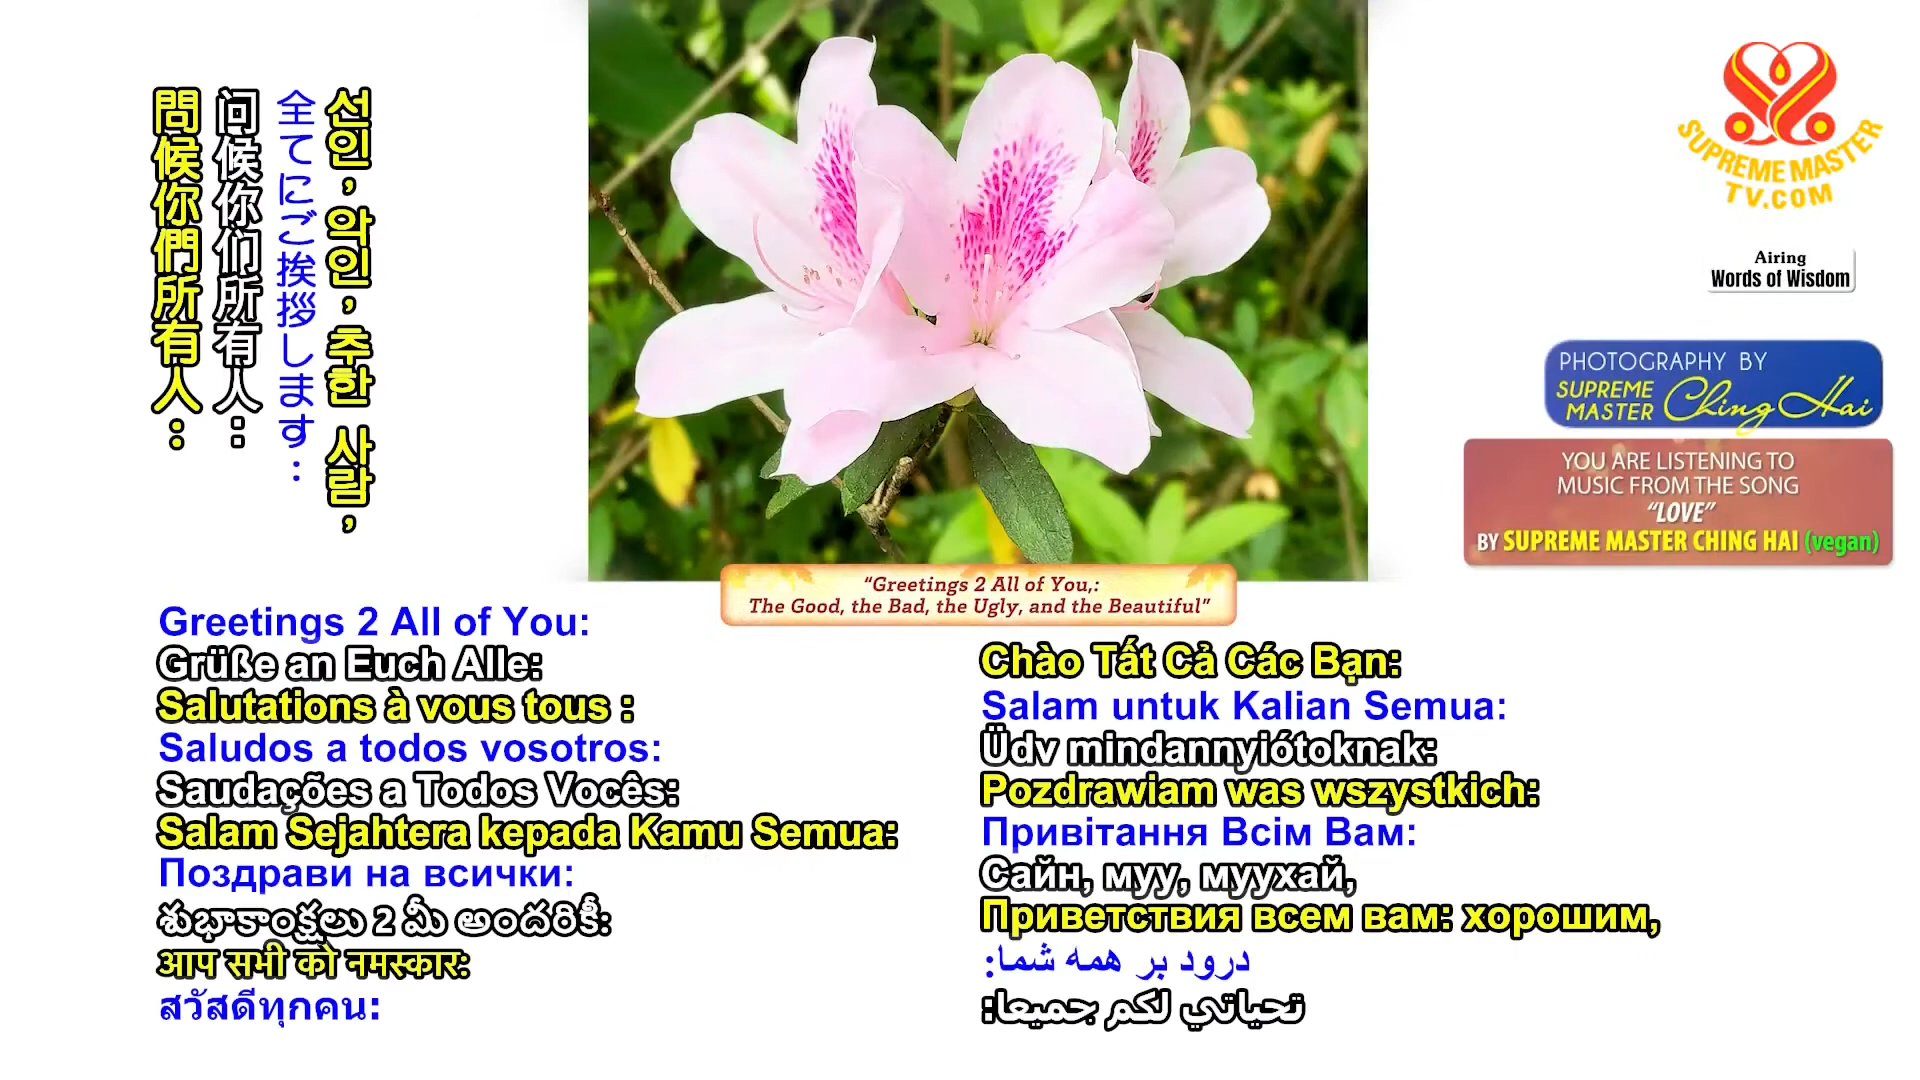 問候你們所有人：
问候你们所有人：
全てにご挨拶します：
선인, 악인, 추한 사람,
SUPREME MASTER
TV.COM
Airing
Words of Wisdom
PHOTOGRAPHY BY
SUPREME
MASTER Ching Hai
YOU ARE LISTENING TO
MUSIC FROM THE SONG
“LOVE”
BY SUPREME MASTER CHING HAI (vegan)
“Greetings 2 All of You,:
The Good, the Bad, the Ugly, and the Beautiful”
Greetings 2 All of You:
Grüße an Euch Alle:
Salutations à vous tous :
Saludos a todos vosotros:
Saudações a Todos Vocês:
Salam Sejahtera kepada Kamu Semua:
Поздрави на всички:
శుభాకాంక్షలు 2 మీ అందరికీ:
आप सभी को नमस्कार:
สวัสดีทุกคน:
Chào Tất Cả Các Bạn:
Salam untuk Kalian Semua:
Üdv mindannyiótoknak:
Pozdrawiam was wszystkich:
Привітання Всім Вам:
Сайн, муу, муухай,
Приветствия всем вам: хорошим,
درود بر همه شما:
تحياتي لكم جميعا: